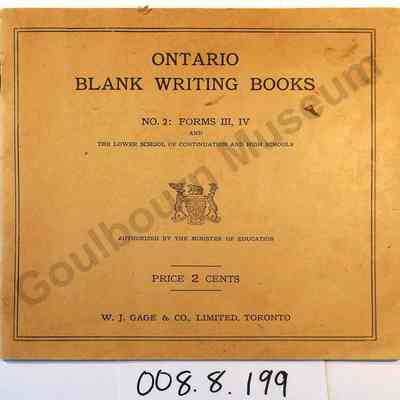 ONTARIO
BLANK WRITING BOOKS
NO. 2: FORMS III, IV
AND
THE LOWER SCHOOL OF CONTINUATION AND HIGH SCHOOLS
AUTHORIZED BY THE MINISTER OF EDUCATION
PRICE 2 CENTS
W. J. GAGE & CO., LIMITED, TORONTO
Goulbourn Museum
008.8.199